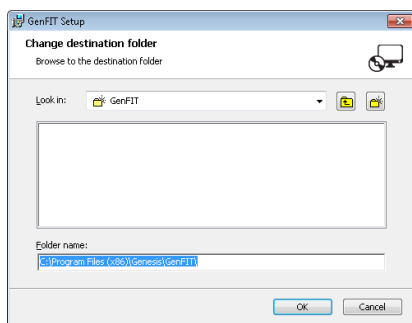 GenFIT Setup
Change destination folder
Browse to the destination folder
Look in:
GenFIT
Folder name:
C:\Program Files (x86)\Genesis\GenFIT\
OK
Cancel